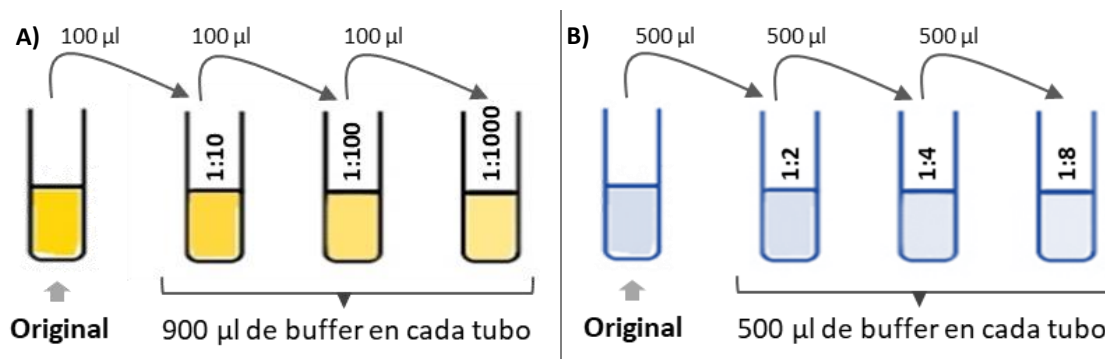 A)
100 µl
100 µl
100 µl
1:10
1:100
1:1000
Original
900 µl de buffer en cada tubo
B)
500 µl
500 µl
500 µl
1:2
1:4
1:8
Original
500 µl de buffer en cada tubo